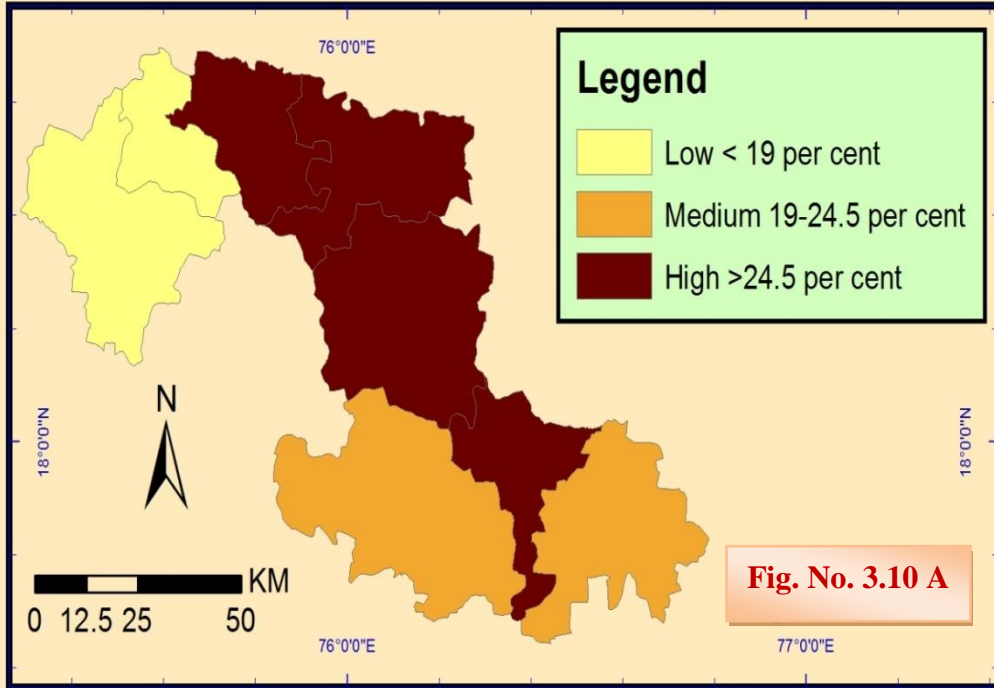 76°0'0"E
Legend
Low < 19 per cent
Medium 19-24.5 per cent
High >24.5 per cent
N
18°0'0"N
18°0'0"N
KM
0 12.5 25 50
Fig. No. 3.10 A
76°0'0"E
77°0'0"E